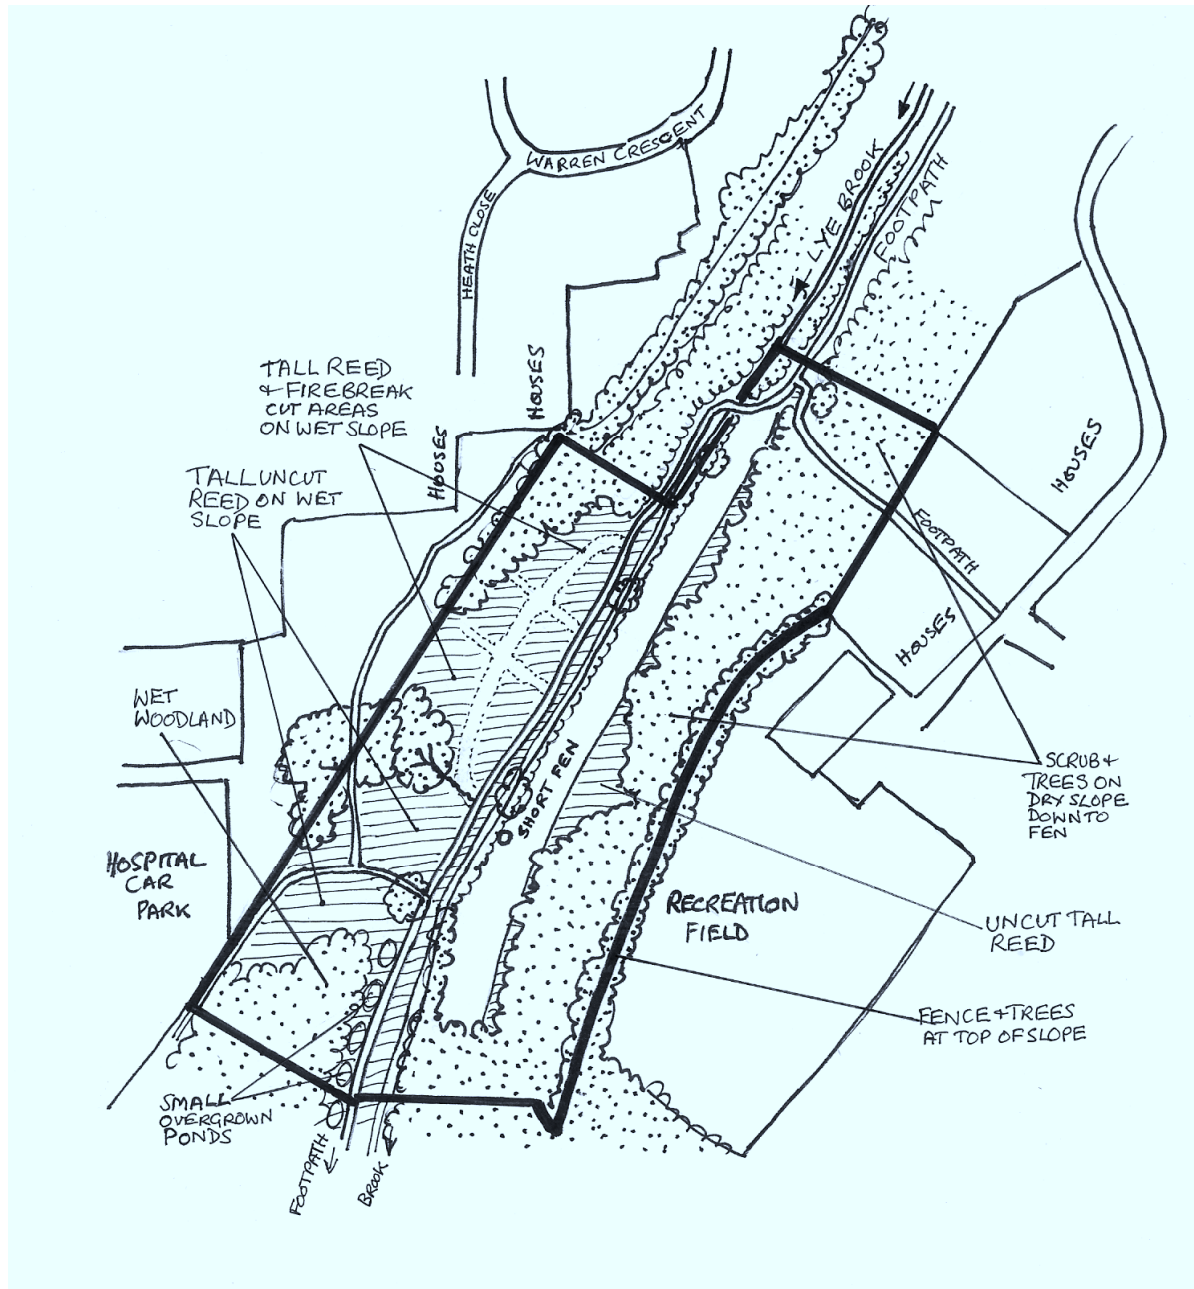 WARREN CRESCENT
HEATH CLOSE
LYE BROOK
FOOTPATH
HOUSES
HOUSES
TALL REED
& FIREBREAK
CUT AREAS
ON WET SLOPE
TALL UNCUT
REED ON WET
SLOPE
HOUSES
FOOTPATH
HOUSES
WET
WOODLAND
SHORT FEN
SCRUB +
TREES ON
DRY SLOPE
DOWN TO
FEN
HOSPITAL
CAR
PARK
RECREATION
FIELD
UNCUT TALL
REED
FENCE + TREES
AT TOP OF SLOPE
SMALL
OVERGROWN
PONDS
FOOTPATH
BROOK